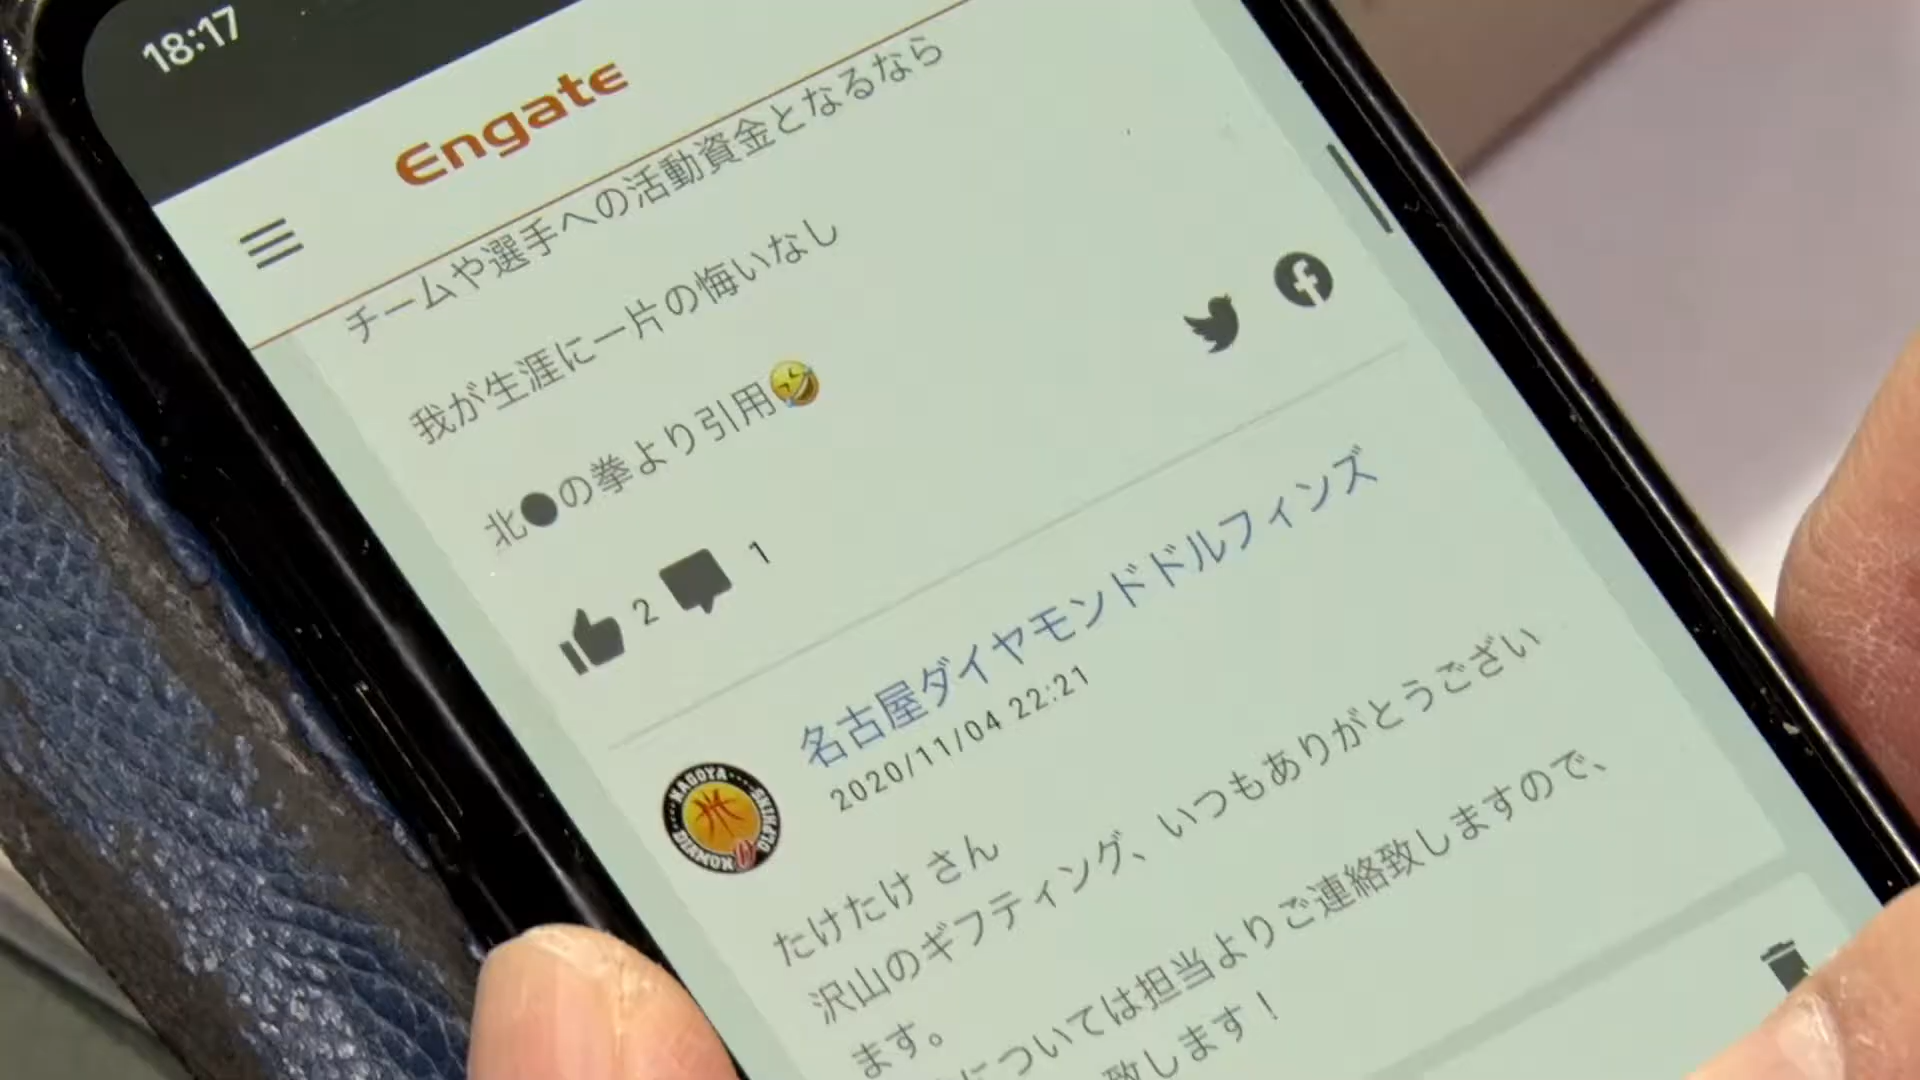 18:17
Engate
チームや選手への活動資金となるなら
我が生涯に一片の悔いなし
北●の拳より引用🤣
2 1
名古屋ダイヤモンドドルフィンズ
2020/11/04 22:21
NAGOYA
DIAMON
たけたけ さん
沢山のギフティング、いつもありがとうござい
ます。
については担当よりご連絡致しますので、
致します！